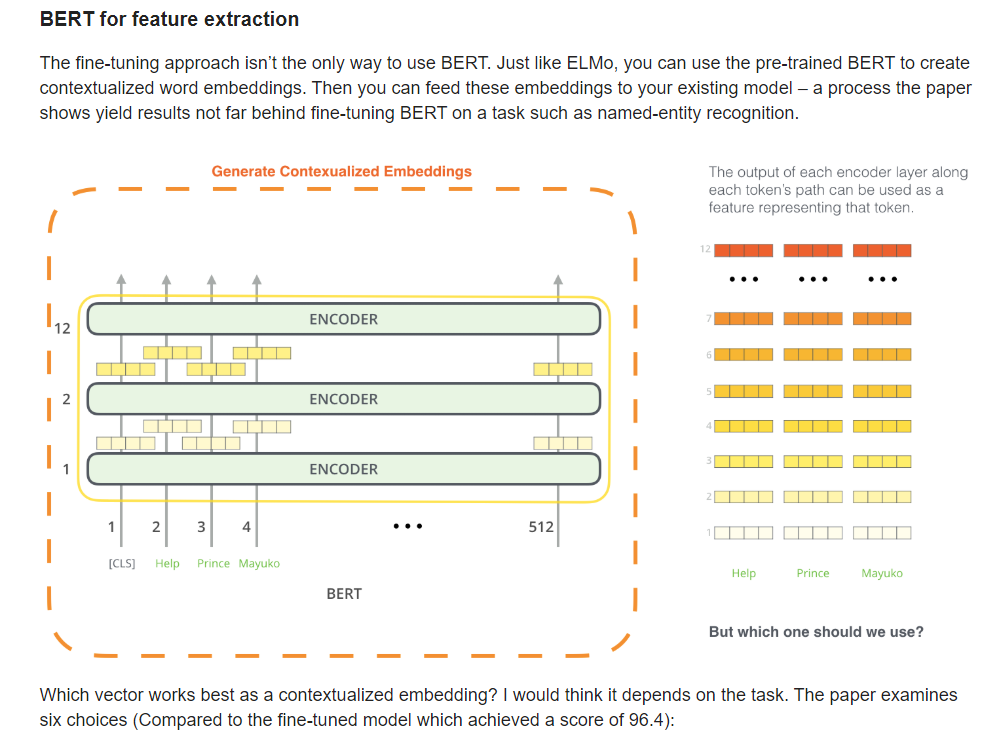 BERT for feature extraction
The fine-tuning approach isn't the only way to use BERT. Just like ELMo, you can use the pre-trained BERT to create
contextualized word embeddings. Then you can feed these embeddings to your existing model – a process the paper
shows yield results not far behind fine-tuning BERT on a task such as named-entity recognition.
Generate Contexualized Embeddings
12 ENCODER
2 ENCODER
1 ENCODER
1 2 3 4 ••• 512
[CLS] Help Prince Mayuko
BERT
The output of each encoder layer along
each token's path can be used as a
feature representing that token.
12
••• ••• •••
7
6
5
4
3
2
1
Help Prince Mayuko
But which one should we use?
Which vector works best as a contextualized embedding? I would think it depends on the task. The paper examines
six choices (Compared to the fine-tuned model which achieved a score of 96.4):